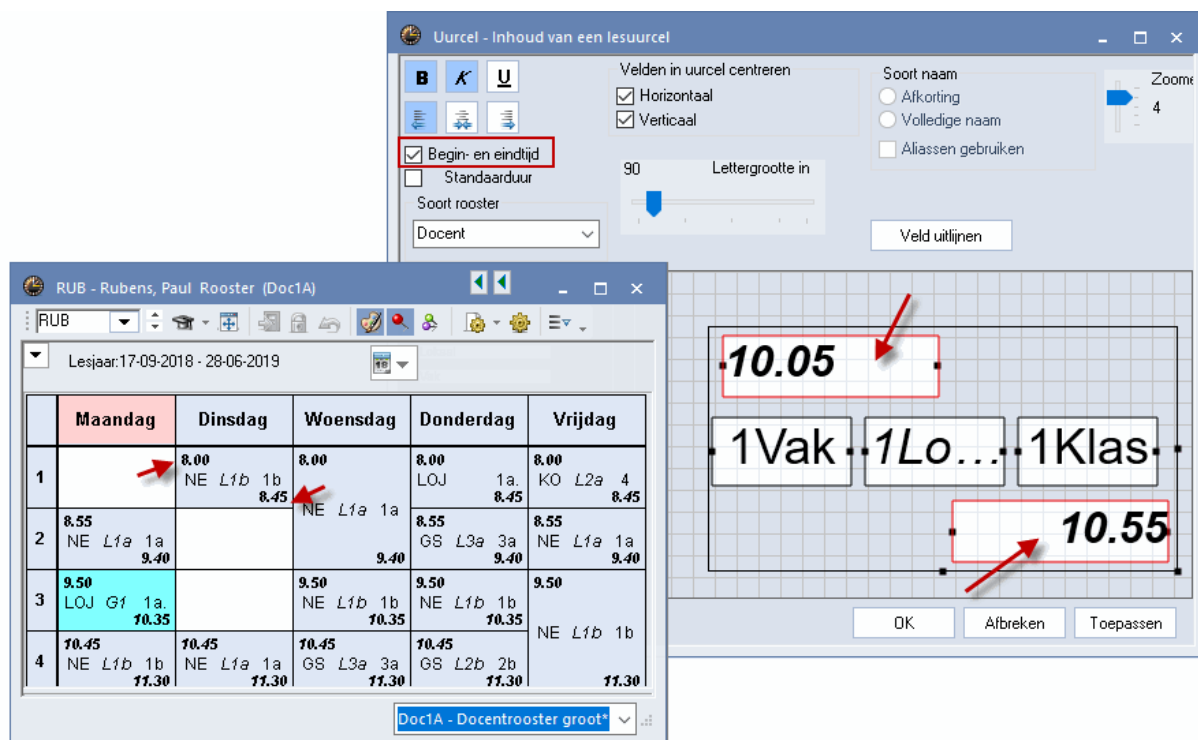 Uurcel - Inhoud van een lesuurcel
B K U
Velden in uurcel centreren
Horizontaal
Verticaal
Soort naam
Afkorting
Volledige naam
Aliassen gebruiken
4
Begin- en eindtijd
Standaarduur
Soort rooster
Docent
90 Lettergrootte in
Veld uitlijnen
10.05
1Vak 1Lo... 1Klas
10.55
OK Afbreken Toepassen
RUB - Rubens, Paul Rooster (Doc1A)
RUB
Lesjaar:17-09-2018 - 28-06-2019
Maandag Dinsdag Woensdag Donderdag Vrijdag
8.00 8.00 8.00 8.00
1 NE L1b 1b LOJ 1a. KO L2a 4
8.45 8.45 8.45
NE L1a 1a
8.55 8.55 8.55
2 NE L1a 1a GS L3a 3a NE L1a 1a
9.40 9.40 9.40 9.40
9.50 9.50 9.50 9.50
3 LOJ G1 1a. NE L1b 1b NE L1b 1b
10.35 10.35 10.35
NE L1b 1b
10.45 10.45 10.45 10.45
4 NE L1b 1b NE L1a 1a GS L3a 3a GS L2b 2b
11.30 11.30 11.30 11.30 11.30
Doc1A - Docentrooster groot*